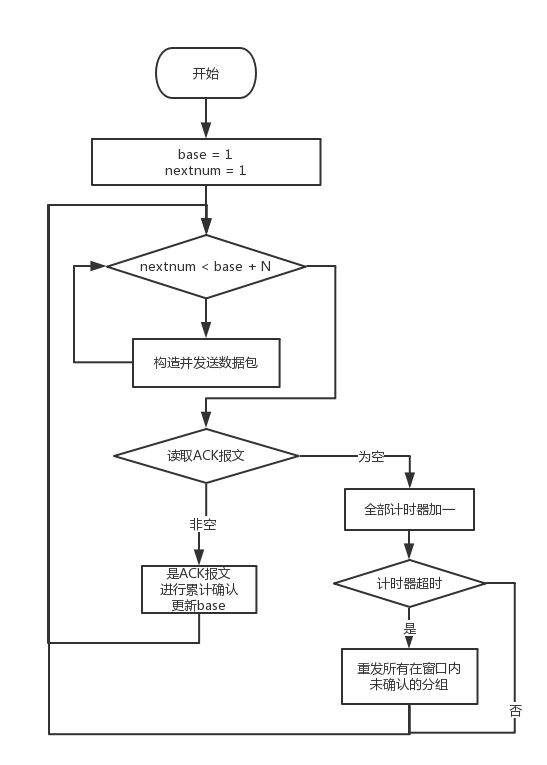 开始
base = 1
nextnum = 1
nextnum < base + N
构造并发送数据包
读取ACK报文
为空
全部计时器加一
非空
是ACK报文
进行累计确认
更新base
计时器超时
是
重发所有在窗口内
未确认的分组
否